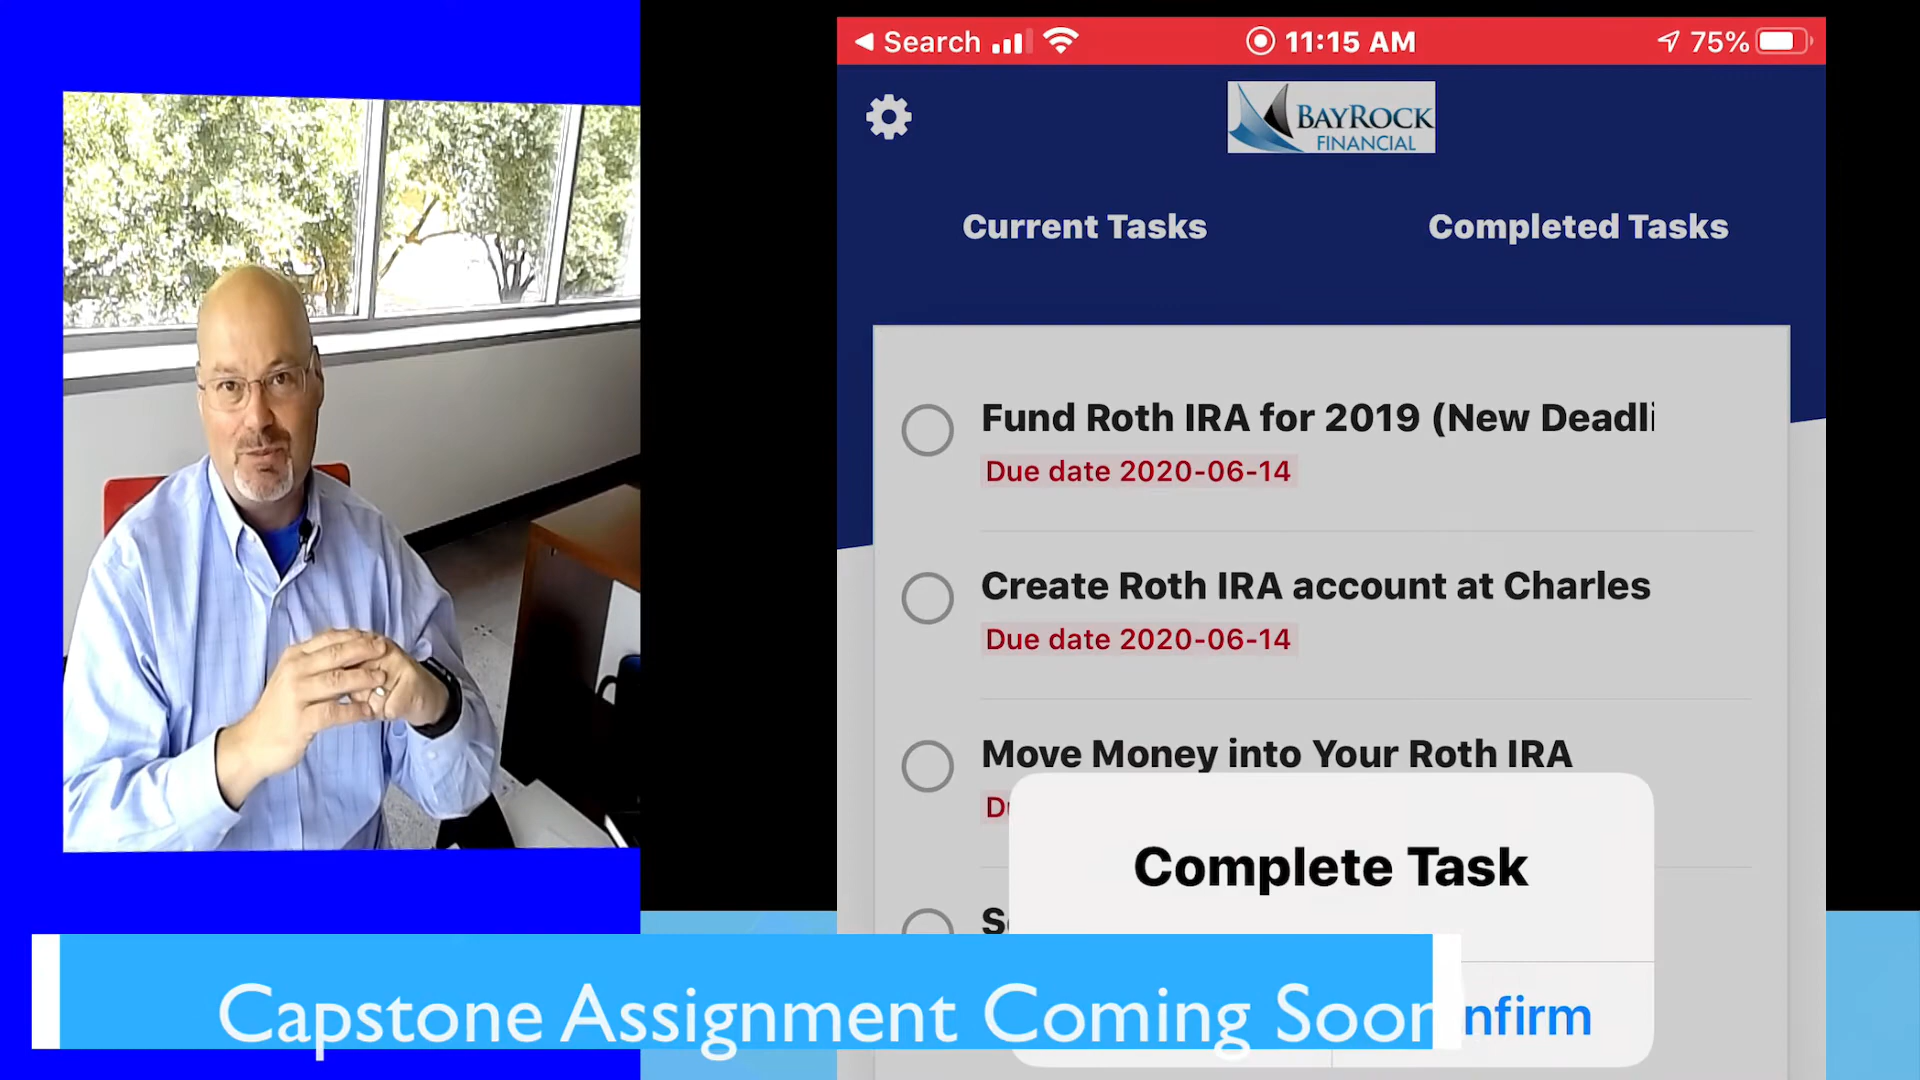 Search
11:15 AM
75%
BAYROCK
FINANCIAL
Current Tasks
Completed Tasks
Fund Roth IRA for 2019 (New Deadli
Due date 2020-06-14
Create Roth IRA account at Charles
Due date 2020-06-14
Move Money into Your Roth IRA
Complete Task
nfirm
Capstone Assignment Coming Soon